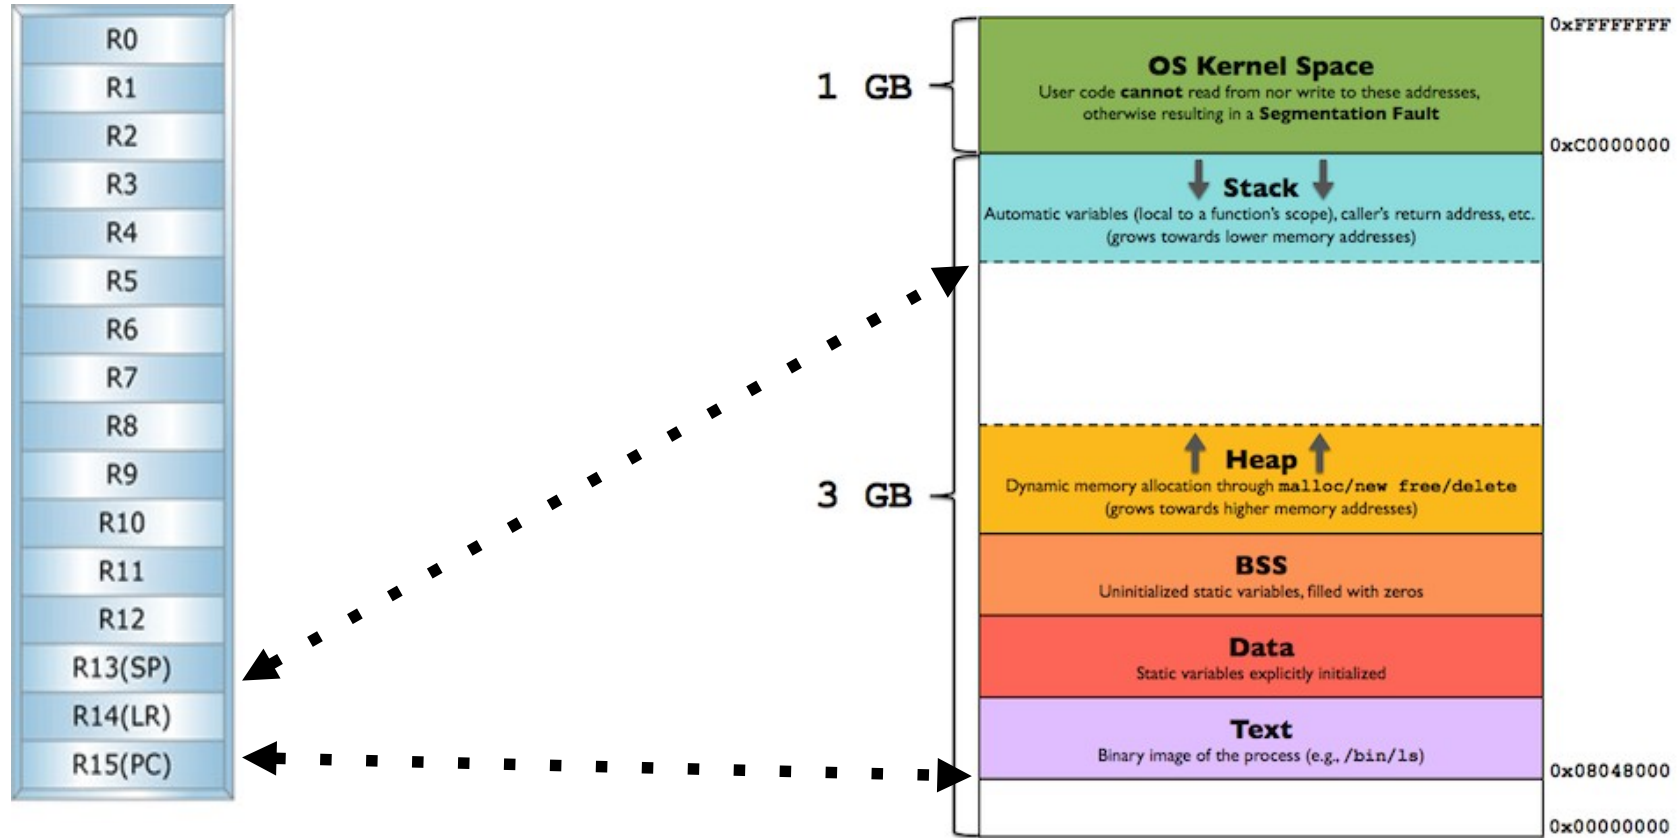 R0
R1
R2
R3
R4
R5
R6
R7
R8
R9
R10
R11
R12
R13(SP)
R14(LR)
R15(PC)
1 GB
3 GB
OS Kernel Space
User code cannot read from nor write to these addresses,
otherwise resulting in a Segmentation Fault
Stack
Automatic variables (local to a function's scope), caller's return address, etc.
(grows towards lower memory addresses)
Heap
Dynamic memory allocation through malloc/new free/delete
(grows towards higher memory addresses)
BSS
Uninitialized static variables, filled with zeros
Data
Static variables explicitly initialized
Text
Binary image of the process (e.g., /bin/ls)
0xFFFFFFFF
0xC0000000
0x08048000
0x00000000